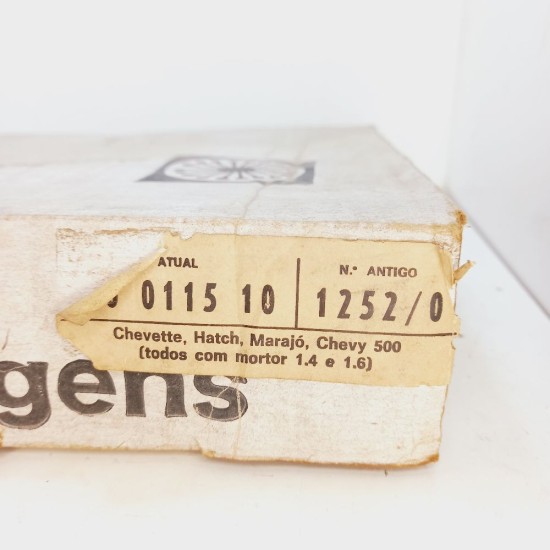 ATUAL
0115 10
N.º ANTIGO
1252/0
Chevette, Hatch, Marajó, Chevy 500
(todos com mortor 1.4 e 1.6)
gens